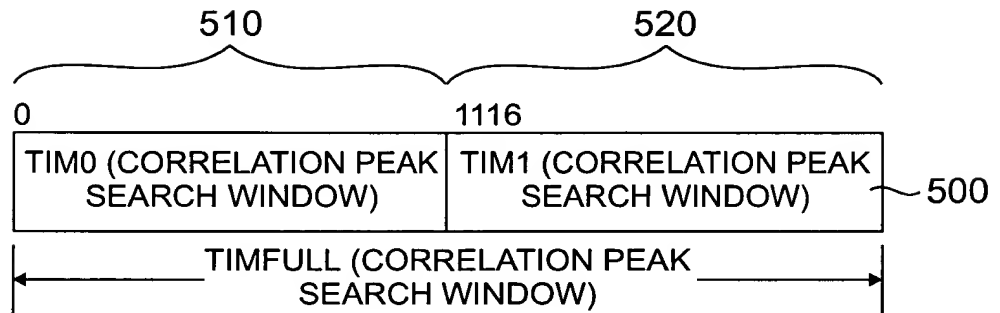 510 520
0 1116
TIM0 (CORRELATION PEAK SEARCH WINDOW)
TIM1 (CORRELATION PEAK SEARCH WINDOW)
500
TIMFULL (CORRELATION PEAK
SEARCH WINDOW)